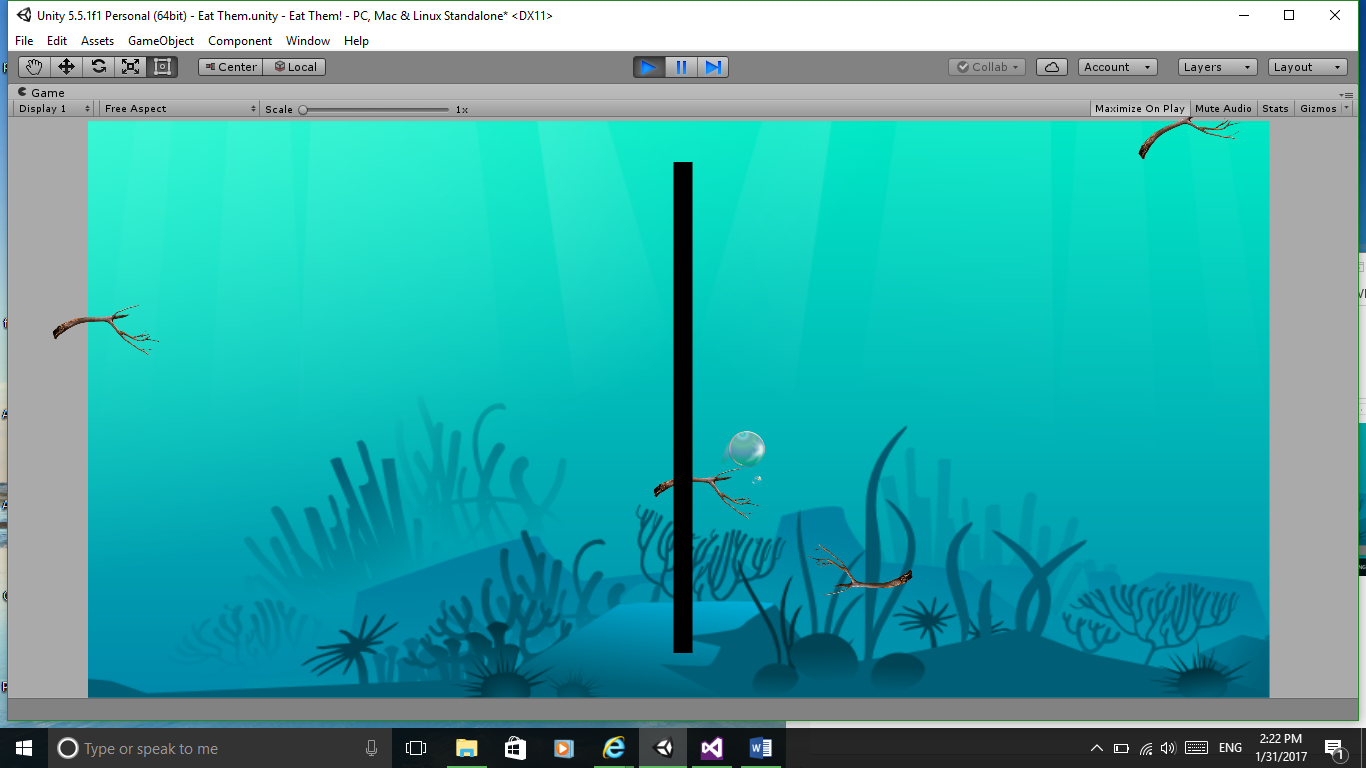 Unity 5.5.1f1 Personal (64bit) - Eat Them.unity - Eat Them! - PC, Mac & Linux Standalone* <DX11>
File Edit Assets GameObject Component Window Help
Center Local Collab Account Layers Layout
Game
Display 1 Free Aspect Scale 1x Maximize On Play Mute Audio Stats Gizmos
Type or speak to me
ENG
2:22 PM
1/31/2017
1